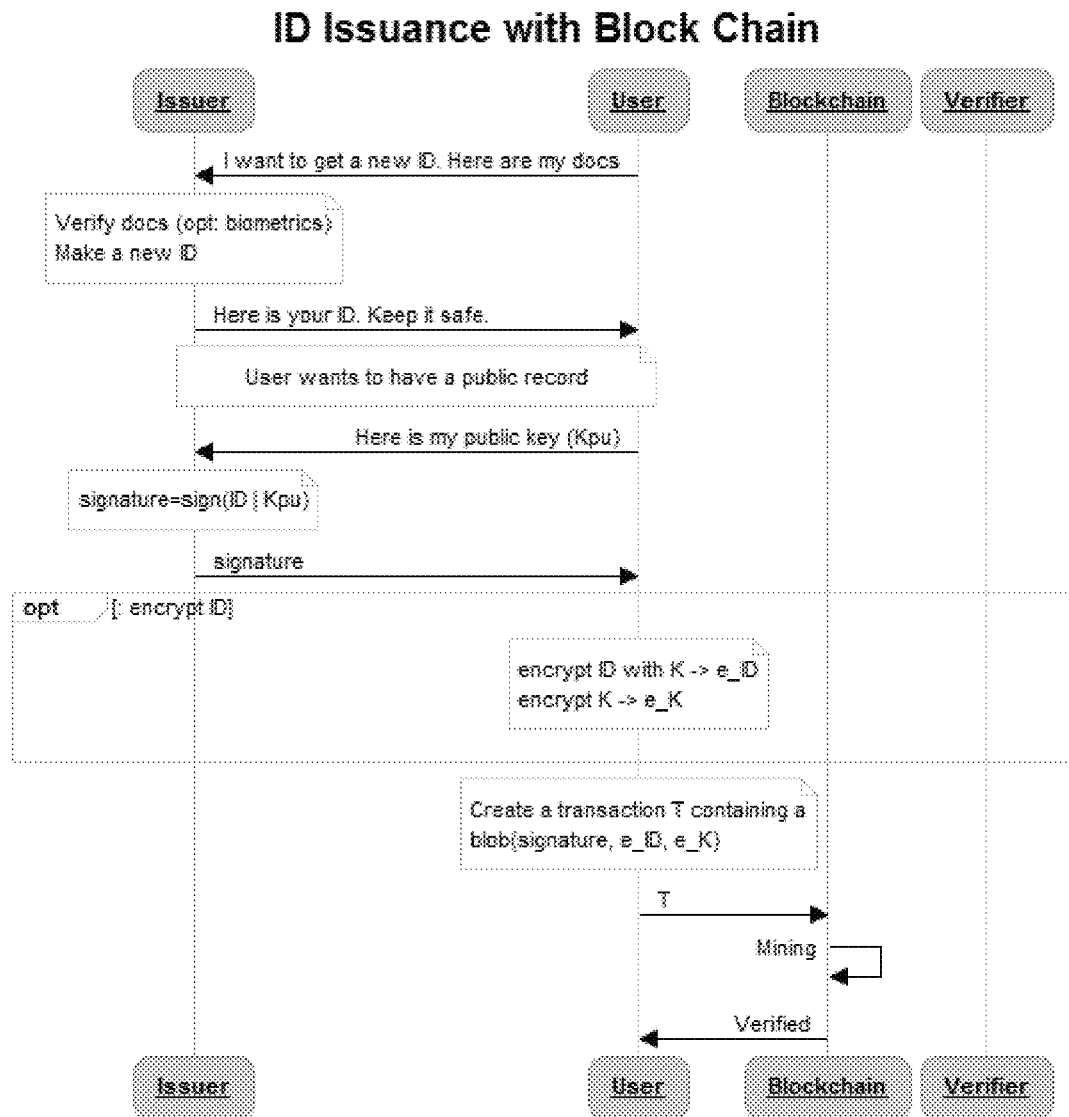 ID Issuance with Block Chain
Issuer User Blockchain Verifier
I want to get a new ID. Here are my docs
Verify docs (opt: biometrics)
Make a new ID
Here is your ID. Keep it safe.
User wants to have a public record
Here is my public key (Kpu)
signature=sign(ID | Kpu)
signature
opt [: encrypt ID]
encrypt ID with K -> e_ID
encrypt K -> e_K
Create a transaction T containing a
blob(signature, e_ID, e_K)
T
Mining
Verified
Issuer User Blockchain Verifier